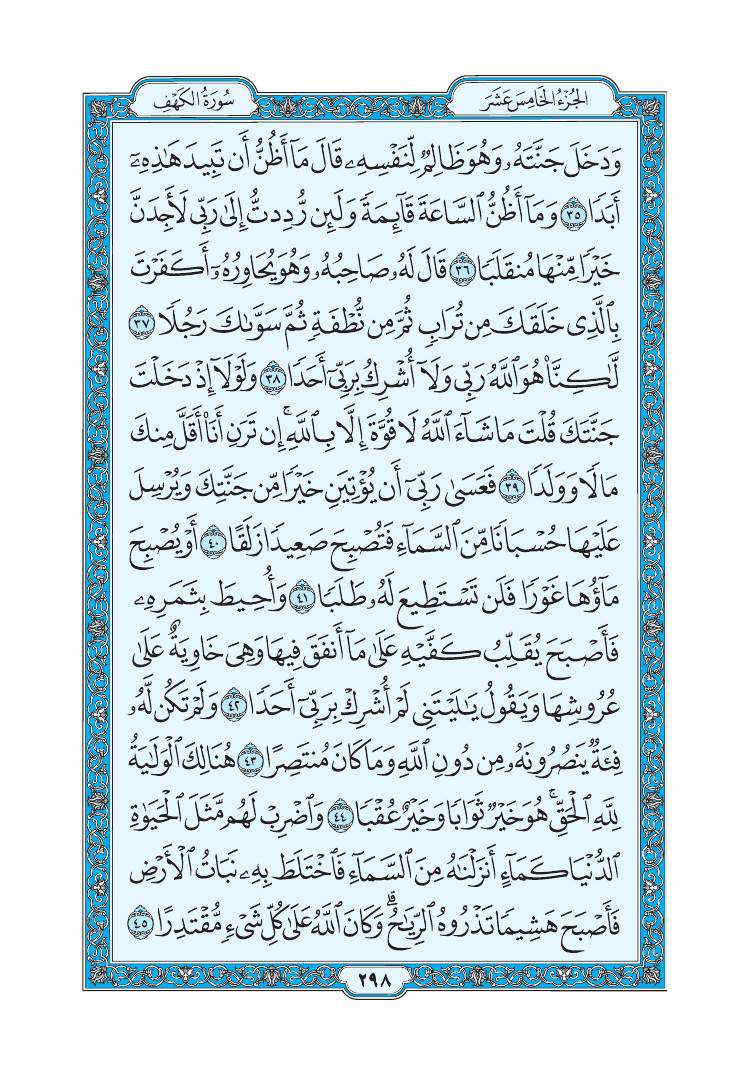 الجُزْءُ الخَامِسَ عَشَرَ
سُورَةُ الكَهْفِ
وَدَخَلَ جَنَّتَهُۥ وَهُوَ ظَالِمٌ لِّنَفْسِهِۦ قَالَ مَآ أَظُنُّ أَن تَبِيدَ هَٰذِهِۦٓ
أَبَدًا ٣٥ وَمَآ أَظُنُّ ٱلسَّاعَةَ قَآئِمَةً وَلَئِن رُّدِدتُّ إِلَىٰ رَبِّى لَأَجِدَنَّ
خَيْرًا مِّنْهَا مُنقَلَبًا ٣٦ قَالَ لَهُۥ صَاحِبُهُۥ وَهُوَ يُحَاوِرُهُۥٓ أَكَفَرْتَ
بِٱلَّذِى خَلَقَكَ مِن تُرَابٍ ثُمَّ مِن نُّطْفَةٍ ثُمَّ سَوَّىٰكَ رَجُلًا ٣٧
لَّٰكِنَّا۠ هُوَ ٱللَّهُ رَبِّى وَلَآ أُشْرِكُ بِرَبِّىٓ أَحَدًا ٣٨ وَلَوْلَآ إِذْ دَخَلْتَ
جَنَّتَكَ قُلْتَ مَا شَآءَ ٱللَّهُ لَا قُوَّةَ إِلَّا بِٱللَّهِ ۚ إِن تَرَنِ أَنَا۠ أَقَلَّ مِنكَ
مَالًا وَوَلَدًا ٣٩ فَعَسَىٰ رَبِّىٓ أَن يُؤْتِيَنِ خَيْرًا مِّن جَنَّتِكَ وَيُرْسِلَ
عَلَيْهَا حُسْبَانًا مِّنَ ٱلسَّمَآءِ فَتُصْبِحَ صَعِيدًا زَلَقًا ٤٠ أَوْ يُصْبِحَ
مَآؤُهَا غَوْرًا فَلَن تَسْتَطِيعَ لَهُۥ طَلَبًا ٤١ وَأُحِيطَ بِثَمَرِهِۦ
فَأَصْبَحَ يُقَلِّبُ كَفَّيْهِ عَلَىٰ مَآ أَنفَقَ فِيهَا وَهِىَ خَاوِيَةٌ عَلَىٰ
عُرُوشِهَا وَيَقُولُ يَٰلَيْتَنِى لَمْ أُشْرِكْ بِرَبِّىٓ أَحَدًا ٤٢ وَلَمْ تَكُن لَّهُۥ
فِئَةٌ يَنصُرُونَهُۥ مِن دُونِ ٱللَّهِ وَمَا كَانَ مُنتَصِرًا ٤٣ هُنَالِكَ ٱلْوَلَٰيَةُ
لِلَّهِ ٱلْحَقِّ ۚ هُوَ خَيْرٌ ثَوَابًا وَخَيْرٌ عُقْبًا ٤٤ وَٱضْرِبْ لَهُم مَّثَلَ ٱلْحَيَوٰةِ
ٱلدُّنْيَا كَمَآءٍ أَنزَلْنَٰهُ مِنَ ٱلسَّمَآءِ فَٱخْتَلَطَ بِهِۦ نَبَاتُ ٱلْأَرْضِ
فَأَصْبَحَ هَشِيمًا تَذْرُوهُ ٱلرِّيَٰحُ ۗ وَكَانَ ٱللَّهُ عَلَىٰ كُلِّ شَىْءٍ مُّقْتَدِرًا ٤٥
٢٩٨